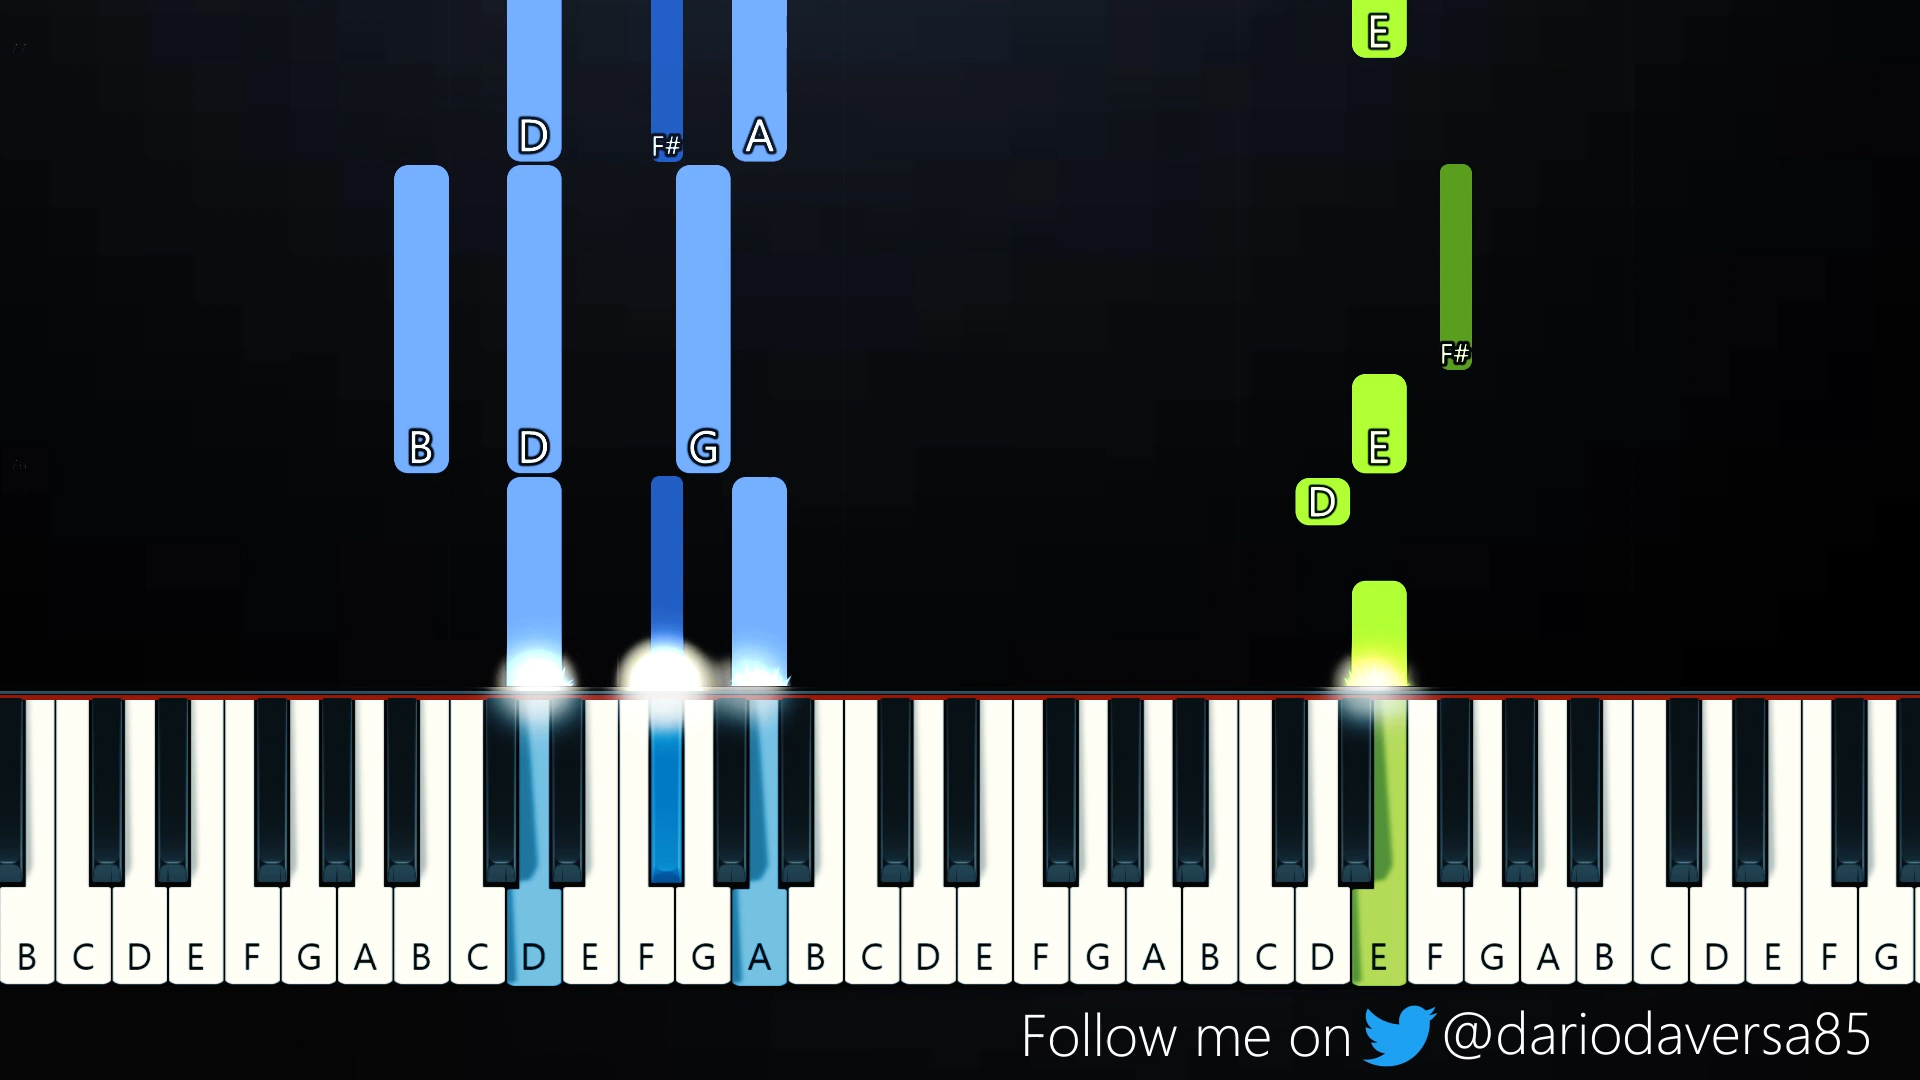 E
D F# A
F#
B D G E
D
B C D E F G A B C D E F G A B C D E F G A B C D E F G A B C D E F G
Follow me on @dariodaversa85